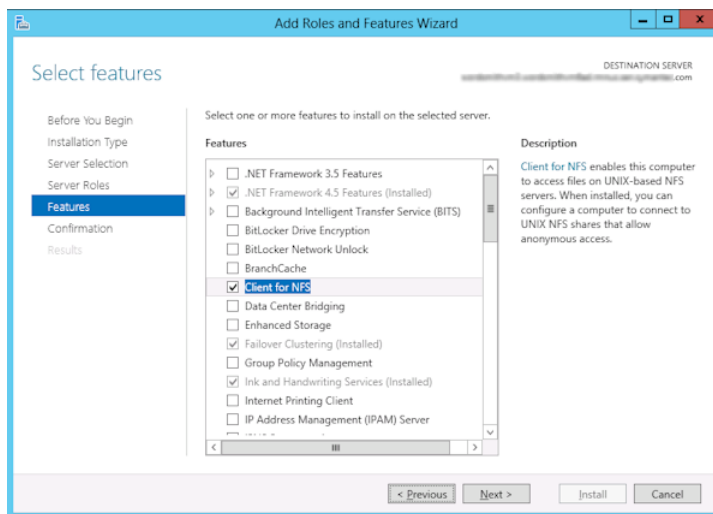 Add Roles and Features Wizard
Select features
DESTINATION SERVER
.com
Before You Begin
Installation Type
Server Selection
Server Roles
Features
Confirmation
Results
Select one or more features to install on the selected server.
Features
.NET Framework 3.5 Features
.NET Framework 4.5 Features (Installed)
Background Intelligent Transfer Service (BITS)
BitLocker Drive Encryption
BitLocker Network Unlock
BranchCache
Client for NFS
Data Center Bridging
Enhanced Storage
Failover Clustering (Installed)
Group Policy Management
Ink and Handwriting Services (Installed)
Internet Printing Client
IP Address Management (IPAM) Server
Description
Client for NFS enables this computer
to access files on UNIX-based NFS
servers. When installed, you can
configure a computer to connect to
UNIX NFS shares that allow
anonymous access.
< Previous
Next >
Install
Cancel